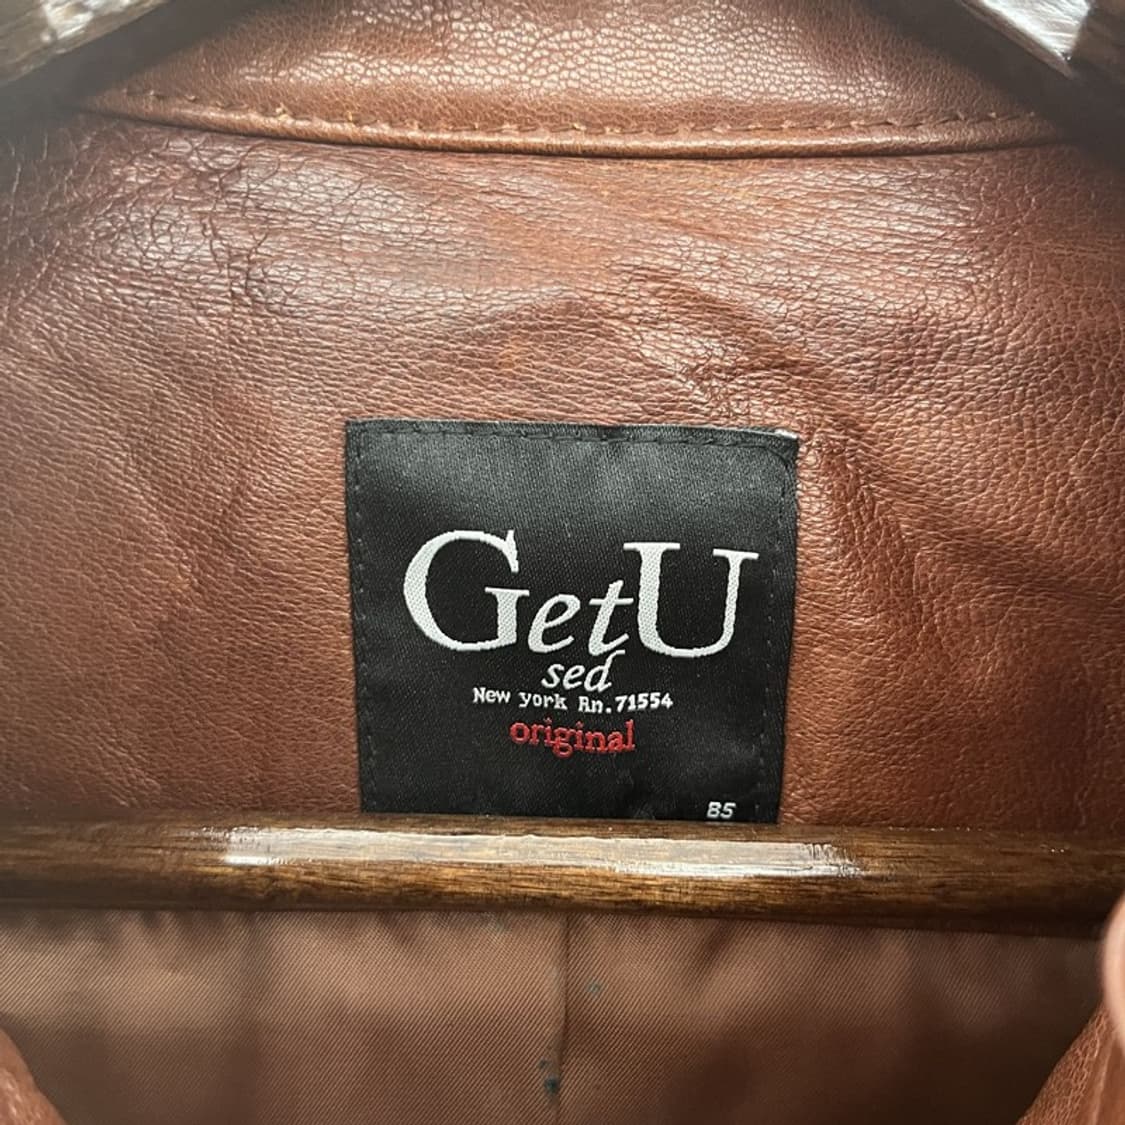 GetU
sed
New york Rn.71554
original
85